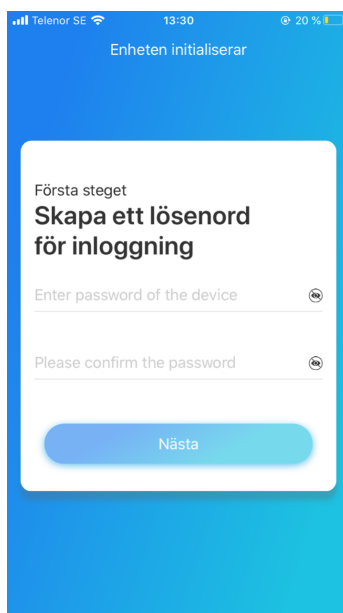 Telenor SE 13:30 20 %
Enheten initialiserar
Första steget
Skapa ett lösenord
för inloggning
Enter password of the device
Please confirm the password
Nästa